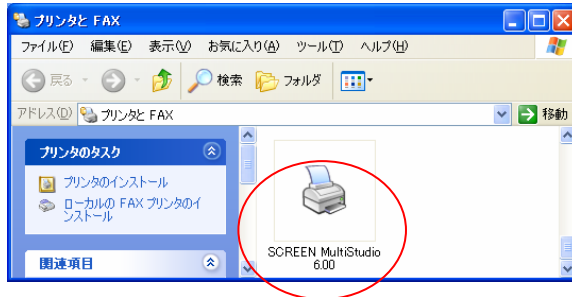 プリンタと FAX
ファイル(F) 編集(E) 表示(V) お気に入り(A) ツール(T) ヘルプ(H)
戻る 検索 フォルダ
アドレス(D) プリンタと FAX 移動
プリンタのタスク
プリンタのインストール
ローカルの FAX プリンタのイ
ンストール
関連項目
SCREEN MultiStudio
6.00